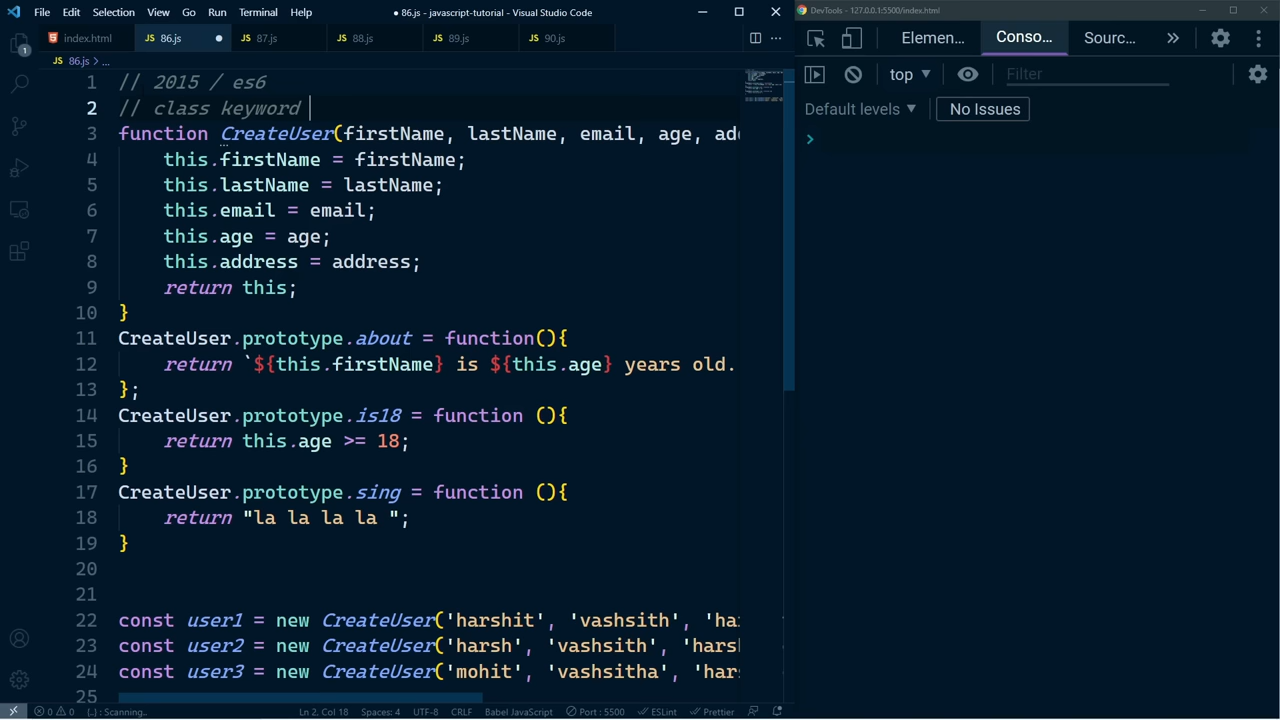 File Edit Selection View Go Run Terminal Help ● 86.js - javascript-tutorial - Visual Studio Code
DevTools - 127.0.0.1:5500/index.html
index.html 86.js 87.js 88.js 89.js 90.js
Elemen... Conso... Sourc...
JS 86.js > ...
top Filter
Default levels No Issues
1 // 2015 / es6
2 // class keyword
3 function CreateUser(firstName, lastName, email, age, add
4 this.firstName = firstName;
5 this.lastName = lastName;
6 this.email = email;
7 this.age = age;
8 this.address = address;
9 return this;
10 }
11 CreateUser.prototype.about = function(){
12 return `${this.firstName} is ${this.age} years old.
13 };
14 CreateUser.prototype.is18 = function (){
15 return this.age >= 18;
16 }
17 CreateUser.prototype.sing = function (){
18 return "la la la la ";
19 }
20
21
22 const user1 = new CreateUser('harshit', 'vashsith', 'har
23 const user2 = new CreateUser('harsh', 'vashsith', 'harsh
24 const user3 = new CreateUser('mohit', 'vashsitha', 'hars
25
0 0 {..} : Scanning.. Ln 2, Col 18 Spaces: 4 UTF-8 CRLF Babel JavaScript Port : 5500 ESLint Prettier